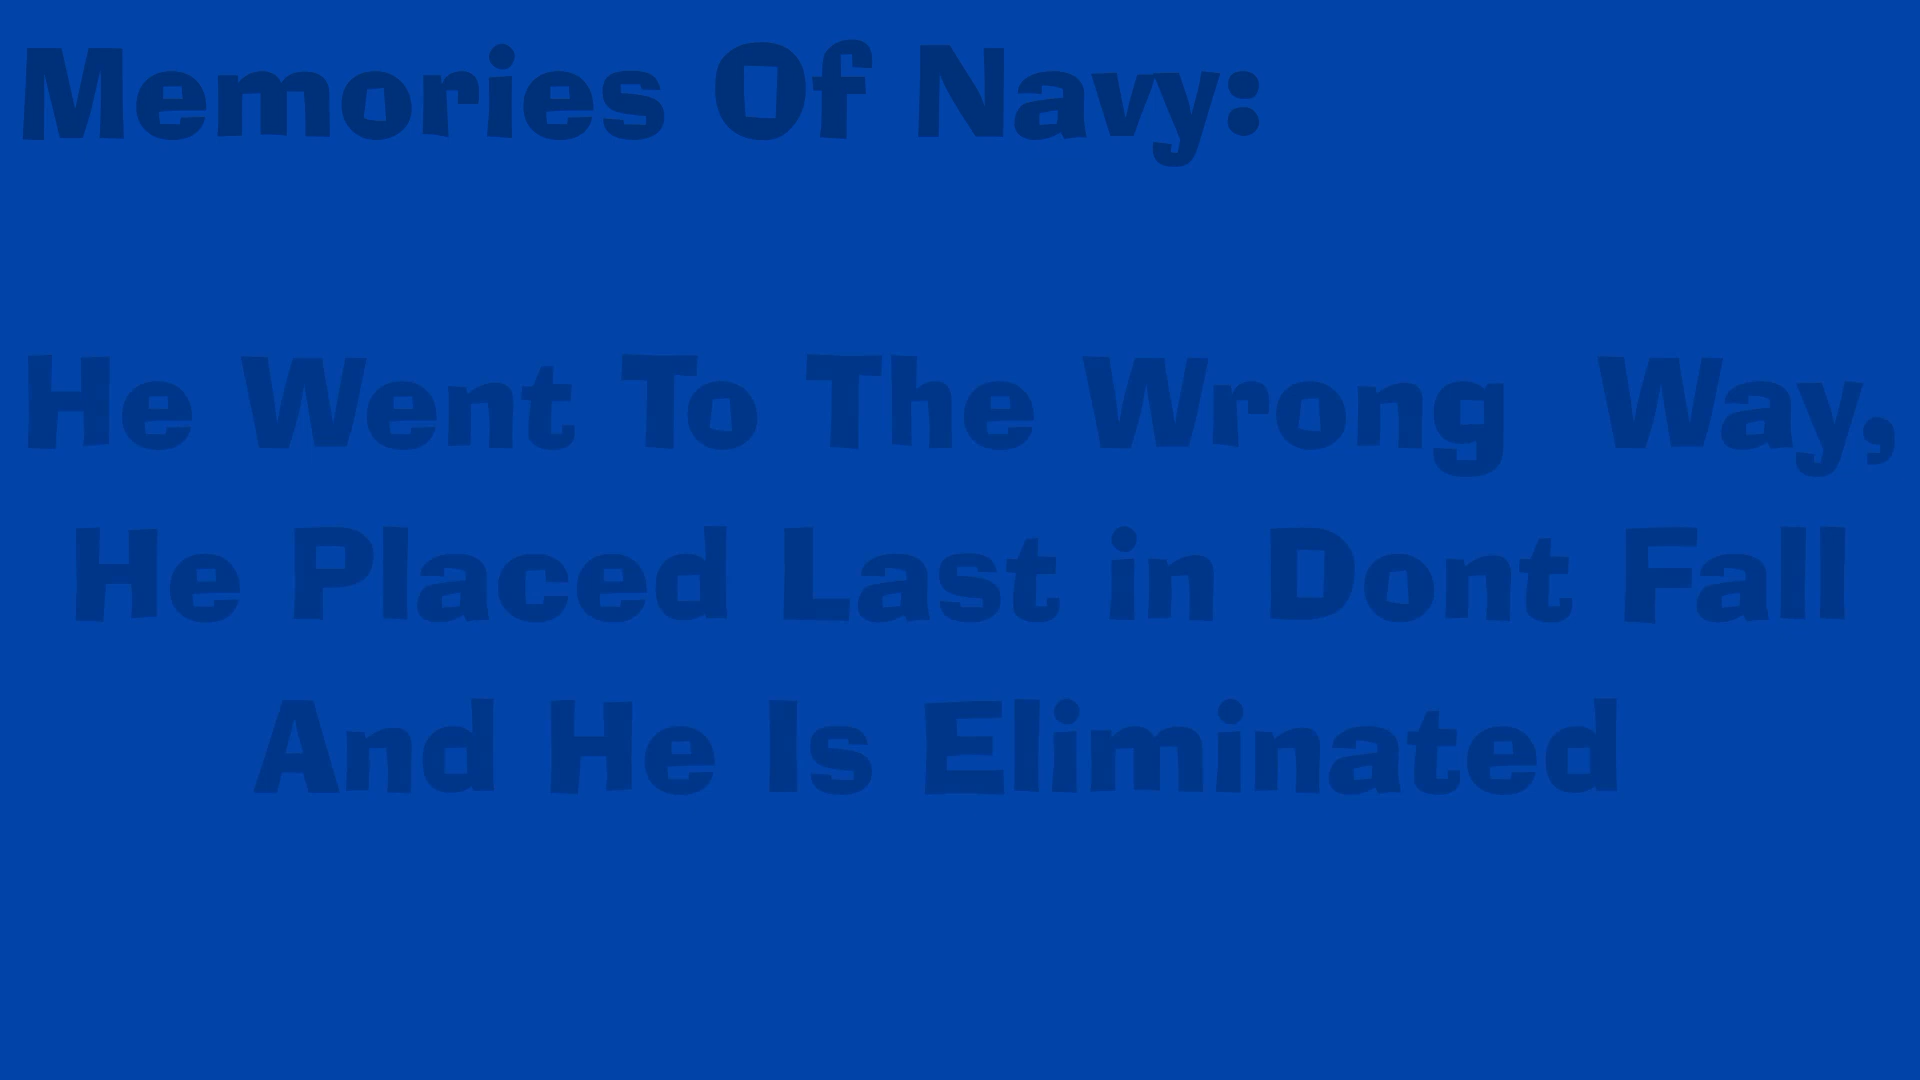 Memories Of Navy:
He Went To The Wrong  Way,
He Placed Last in Dont Fall
And He Is Eliminated